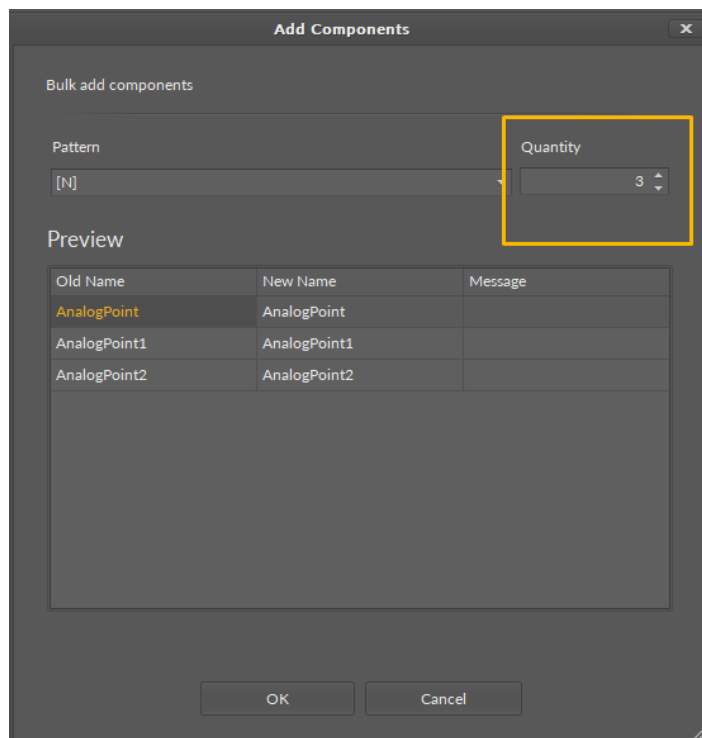 Add Components
x
Bulk add components
Pattern Quantity
[N] 3
Preview
Old Name New Name Message
AnalogPoint AnalogPoint
AnalogPoint1 AnalogPoint1
AnalogPoint2 AnalogPoint2
OK Cancel